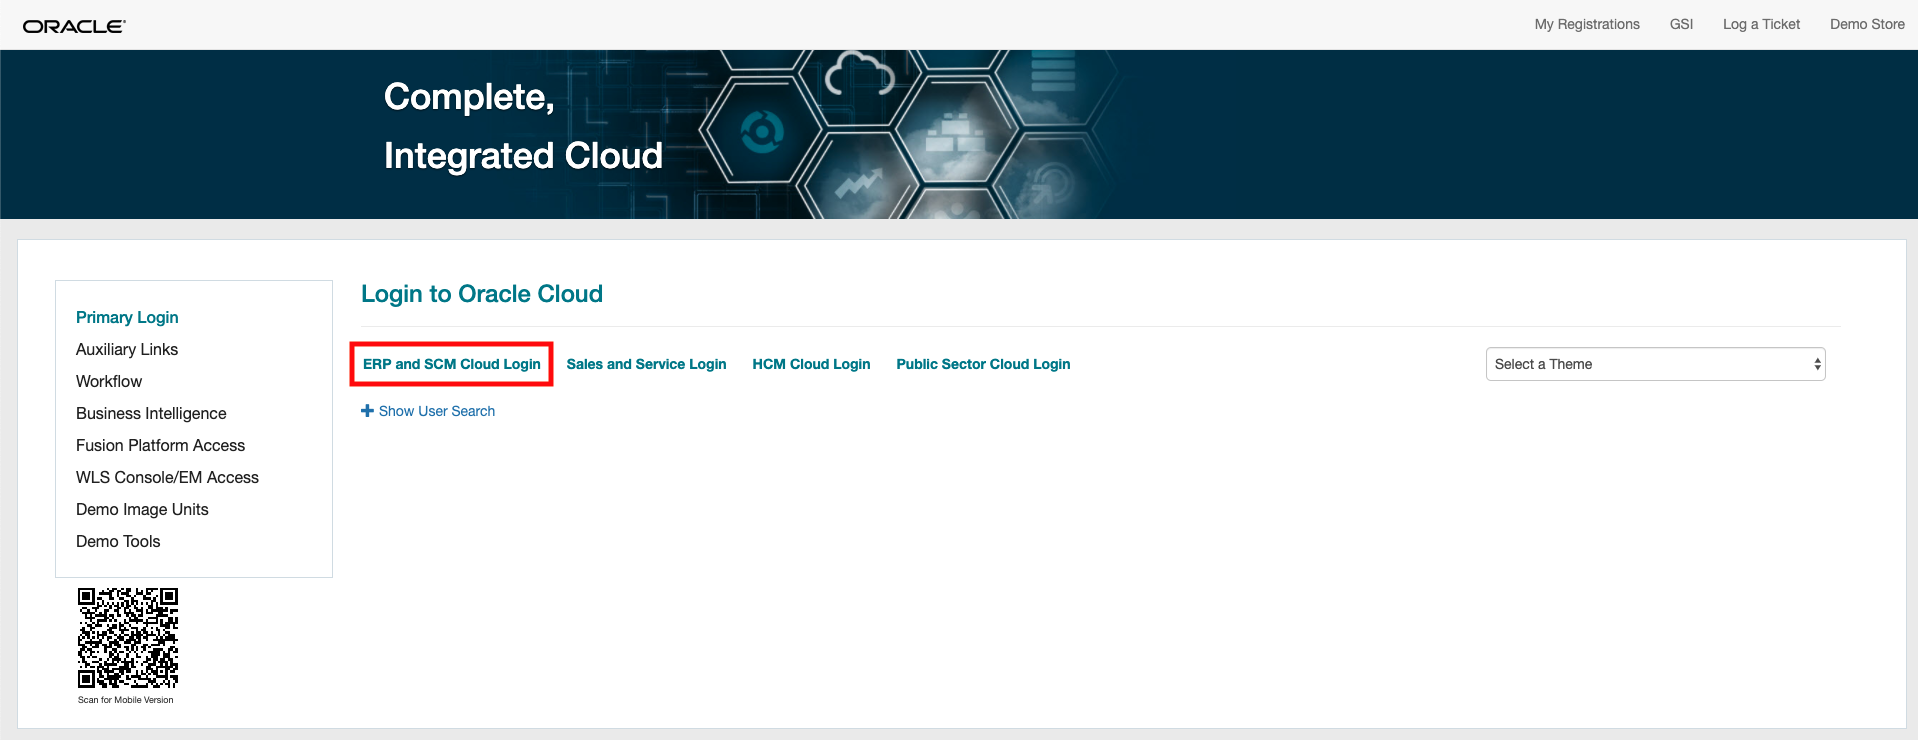 ORACLE
My Registrations GSI Log a Ticket Demo Store
Complete,
Integrated Cloud
Primary Login
Auxiliary Links
Workflow
Business Intelligence
Fusion Platform Access
WLS Console/EM Access
Demo Image Units
Demo Tools
Scan for Mobile Version
Login to Oracle Cloud
ERP and SCM Cloud Login Sales and Service Login HCM Cloud Login Public Sector Cloud Login Select a Theme
Show User Search